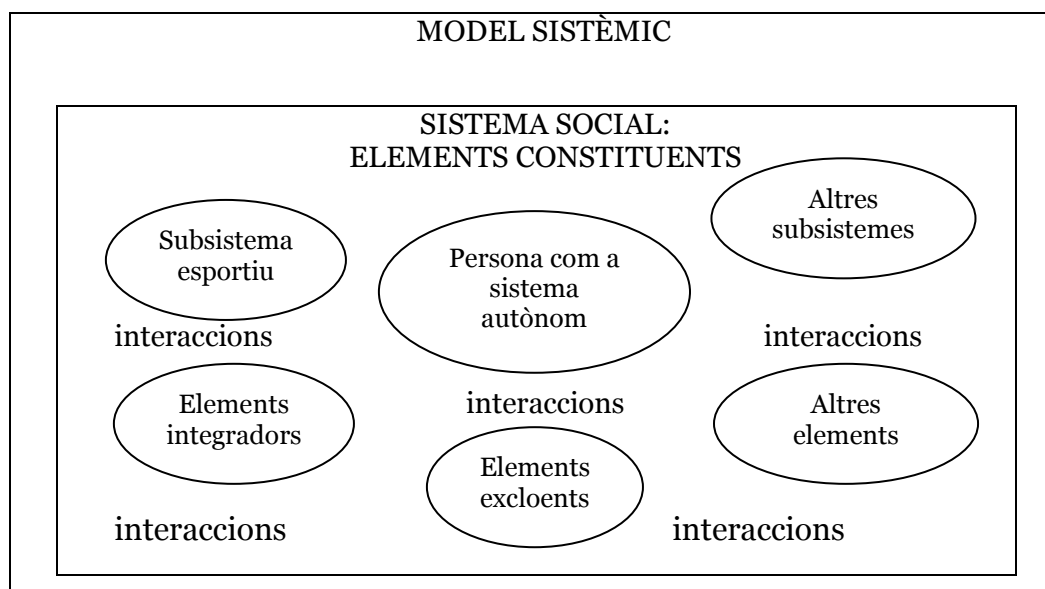 MODEL SISTÈMIC
SISTEMA SOCIAL:
ELEMENTS CONSTITUENTS
Subsistema
esportiu
Persona com a
sistema
autònom
Altres
subsistemes
interaccions
interaccions
Elements
integradors
interaccions
Altres
elements
Elements
excloents
interaccions
interaccions